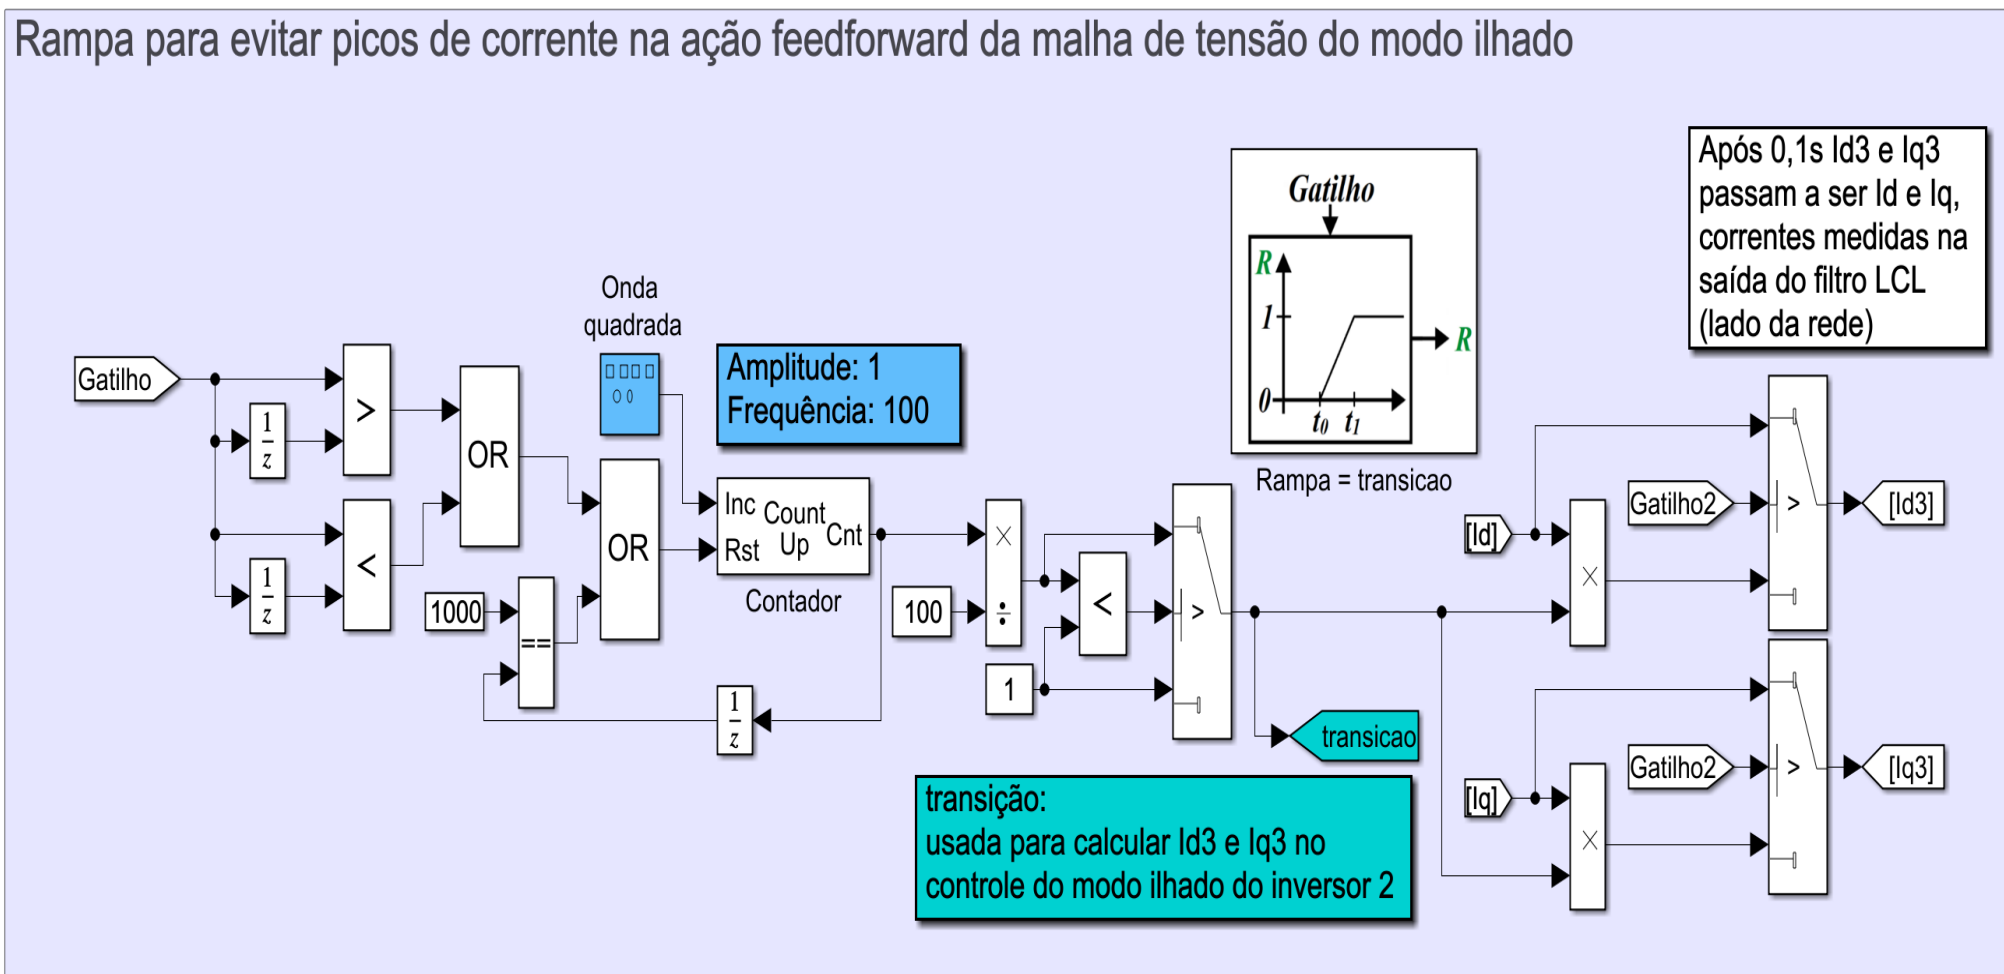 Rampa para evitar picos de corrente na ação feedforward da malha de tensão do modo ilhado
Após 0,1s Id3 e Iq3
passam a ser Id e Iq,
correntes medidas na
saída do filtro LCL
(lado da rede)
Gatilho
R
1
0
t0 t1
R
Rampa = transicao
Onda
quadrada
Amplitude: 1
Frequência: 100
Gatilho
1
z
>
OR
1
z
<
1000
==
OR
Inc
Rst
Count
Up
Cnt
Contador
1
z
×
÷
100
1
<
>
transicao
transição:
usada para calcular Id3 e Iq3 no
controle do modo ilhado do inversor 2
[Id]
×
Gatilho2
>
[Id3]
[Iq]
×
Gatilho2
>
[Iq3]